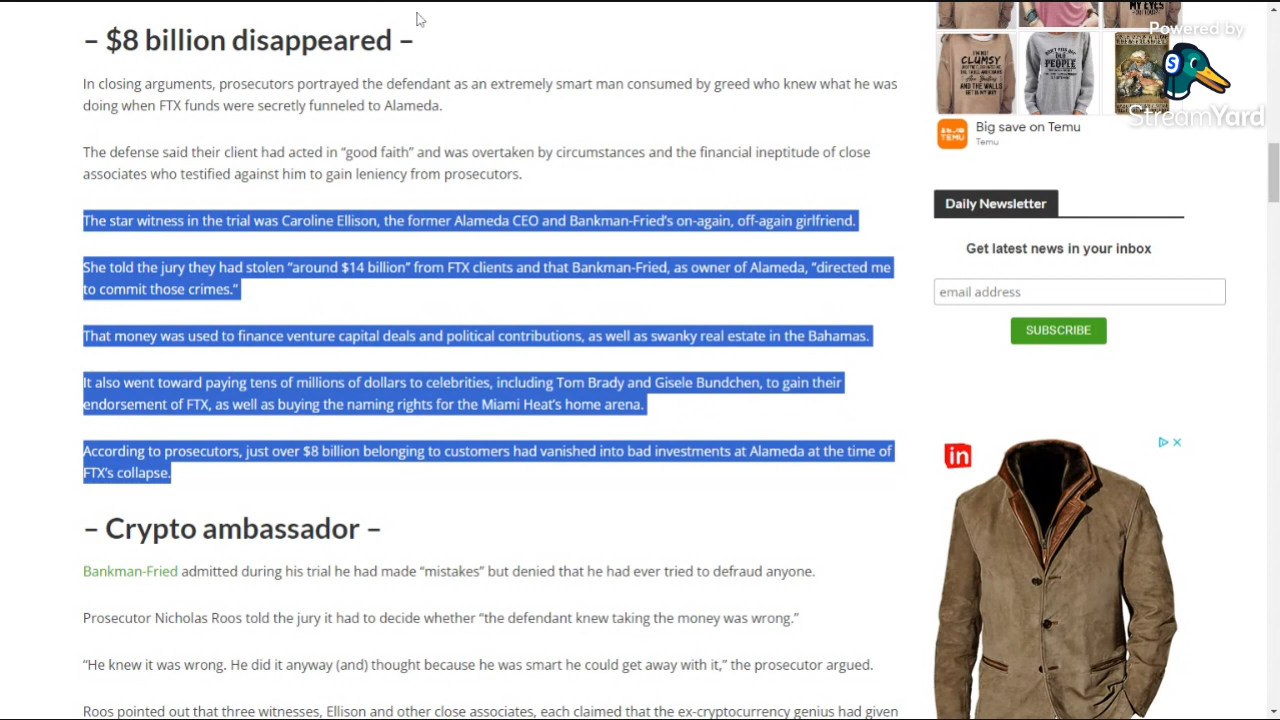 – $8 billion disappeared –
In closing arguments, prosecutors portrayed the defendant as an extremely smart man consumed by greed who knew what he was
doing when FTX funds were secretly funneled to Alameda.
The defense said their client had acted in “good faith” and was overtaken by circumstances and the financial ineptitude of close
associates who testified against him to gain leniency from prosecutors.
The star witness in the trial was Caroline Ellison, the former Alameda CEO and Bankman-Fried’s on-again, off-again girlfriend.
She told the jury they had stolen “around $14 billion” from FTX clients and that Bankman-Fried, as owner of Alameda, “directed me
to commit those crimes.”
That money was used to finance venture capital deals and political contributions, as well as swanky real estate in the Bahamas.
It also went toward paying tens of millions of dollars to celebrities, including Tom Brady and Gisele Bundchen, to gain their
endorsement of FTX, as well as buying the naming rights for the Miami Heat’s home arena.
According to prosecutors, just over $8 billion belonging to customers had vanished into bad investments at Alameda at the time of
FTX’s collapse.
– Crypto ambassador –
Bankman-Fried admitted during his trial he had made “mistakes” but denied that he had ever tried to defraud anyone.
Prosecutor Nicholas Roos told the jury it had to decide whether “the defendant knew taking the money was wrong.”
“He knew it was wrong. He did it anyway (and) thought because he was smart he could get away with it,” the prosecutor argued.
Roos pointed out that three witnesses, Ellison and other close associates, each claimed that the ex-cryptocurrency genius had given
MY EYES
Powered by
S
StreamYard
I'M NOT
CLUMSY
AND THE WALLS
GET IN MY WAY
OLD
PEOPLE
TEMU
Big save on Temu
Temu
Daily Newsletter
Get latest news in your inbox
email address
SUBSCRIBE
in